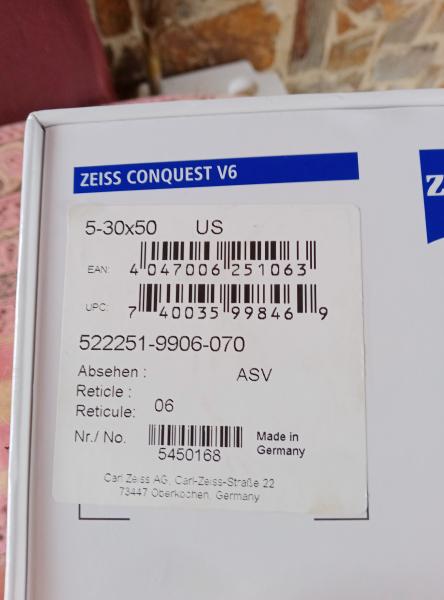 ZEISS CONQUEST V6
5-30x50 US
EAN: 4 047006 251063
UPC: 7 40035 99846 9
522251-9906-070
Absehen : ASV
Reticle :
Reticule: 06
Nr./ No. 5450168
Made in
Germany
Carl Zeiss AG, Carl-Zeiss-Straße 22
73447 Oberkochen, Germany